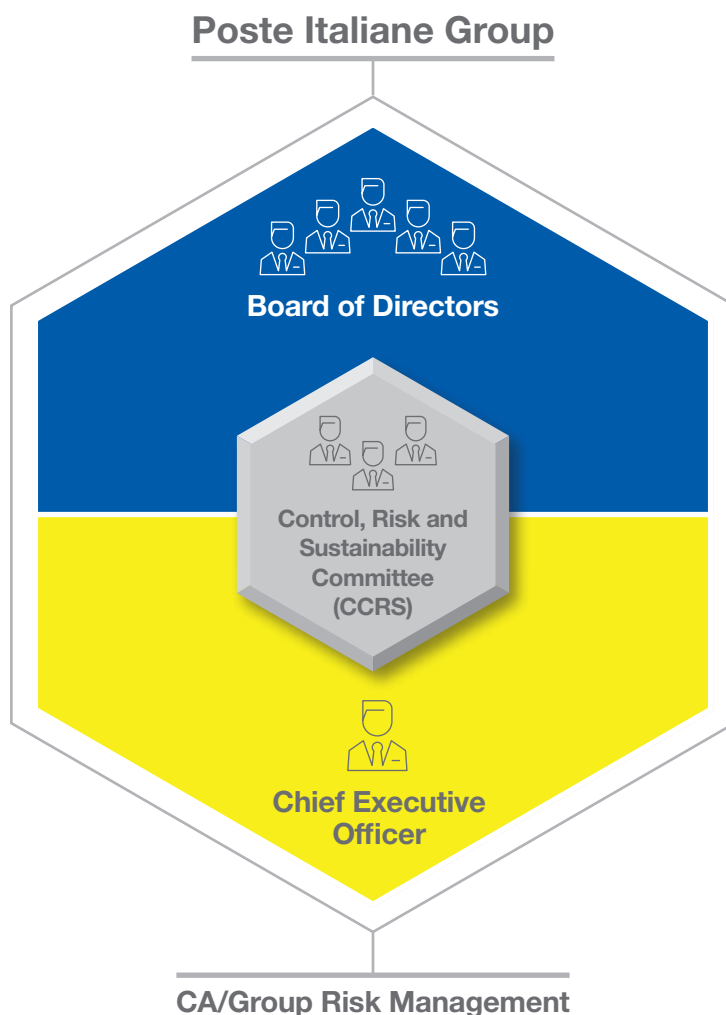 Poste Italiane Group
Board of Directors
Control, Risk and
Sustainability
Committee
(CCRS)
Chief Executive
Officer
CA/Group Risk Management